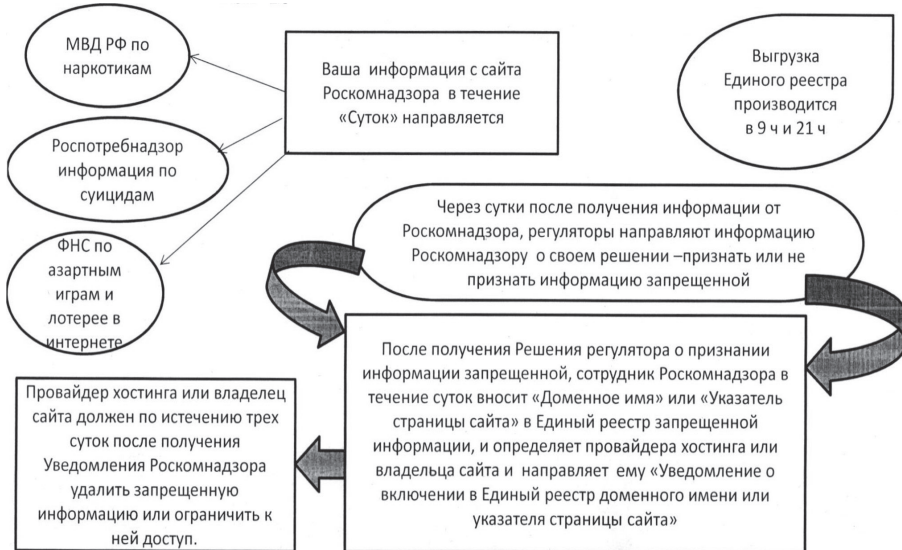 МВД РФ по
наркотикам
Ваша информация с сайта
Роскомнадзора в течение
«Суток» направляется
Выгрузка
Единого реестра
производится
в 9 ч и 21 ч
Роспотребнадзор
информация по
суицидам
ФНС по
азартным
играм и
лотерее в
интернете
Через сутки после получения информации от
Роскомнадзора, регуляторы направляют информацию
Роскомнадзору о своем решении –признать или не
признать информацию запрещенной
После получения Решения регулятора о признании
информации запрещенной, сотрудник Роскомнадзора в
течение суток вносит «Доменное имя» или «Указатель
страницы сайта» в Единый реестр запрещенной
информации, и определяет провайдера хостинга или
владельца сайта и направляет ему «Уведомление о
включении в Единый реестр доменного имени или
указателя страницы сайта»
Провайдер хостинга или владелец
сайта должен по истечению трех
суток после получения
Уведомления Роскомнадзора
удалить запрещенную
информацию или ограничить к
ней доступ.